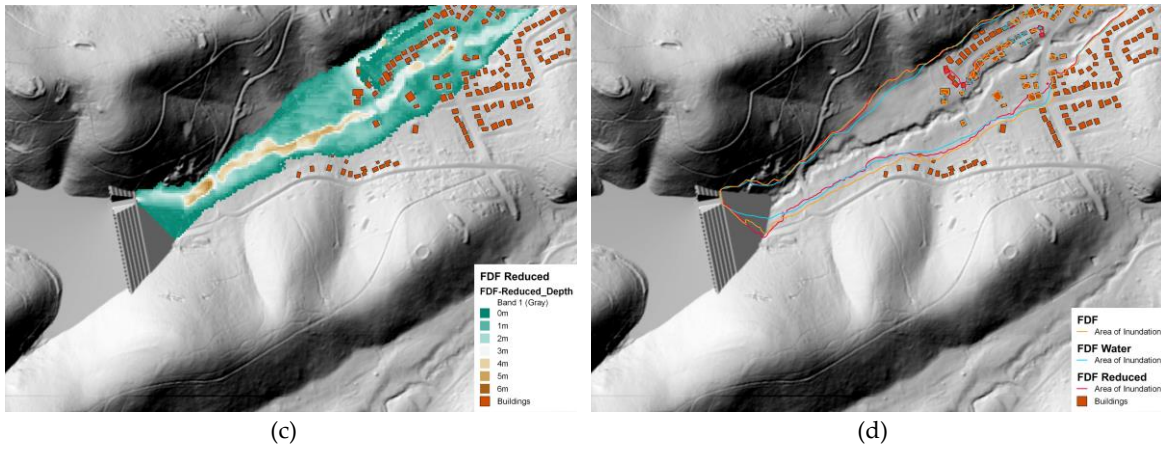 FDF Reduced
FDF-Reduced_Depth
Band 1 (Gray)
0m
1m
2m
3m
4m
5m
6m
Buildings
FDF
Area of Inundation
FDF Water
Area of Inundation
FDF Reduced
Area of Inundation
Buildings
(c)
(d)